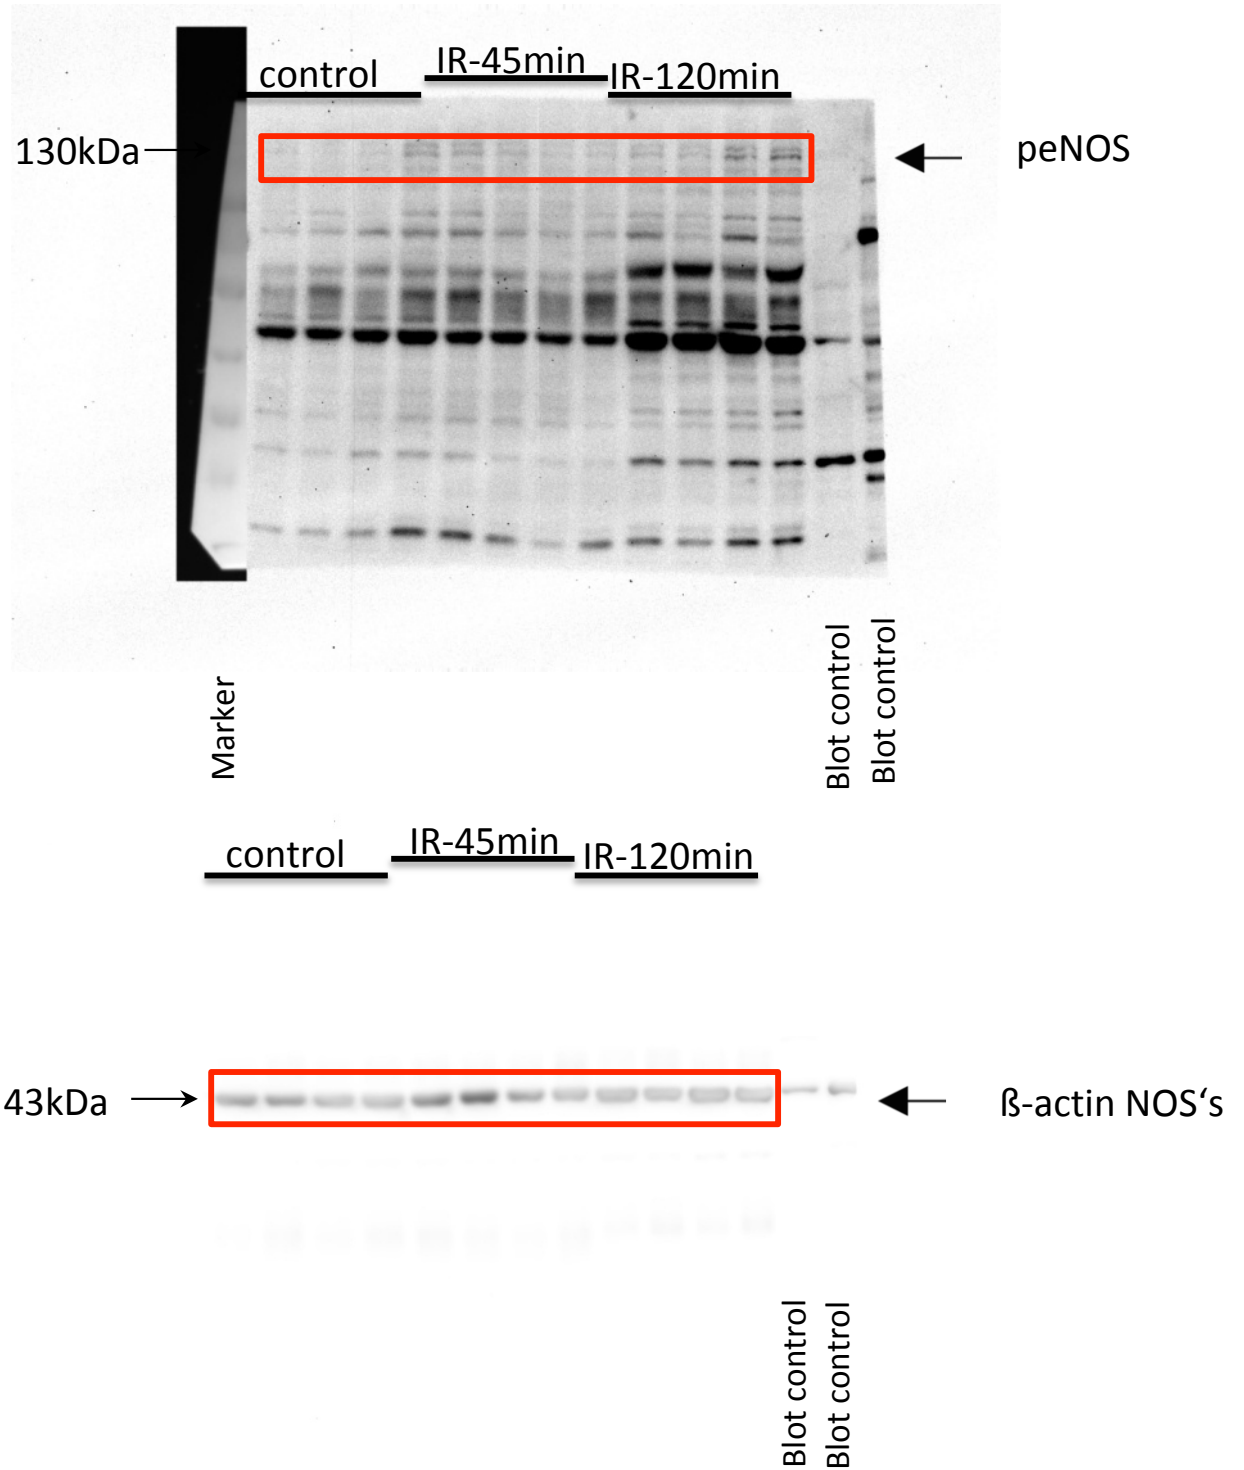 control
IR-45min
IR-120min
130kDa
peNOS
Marker
Blot control
Blot control
control
IR-45min
IR-120min
43kDa
ß-actin NOS‘s
Blot control
Blot control